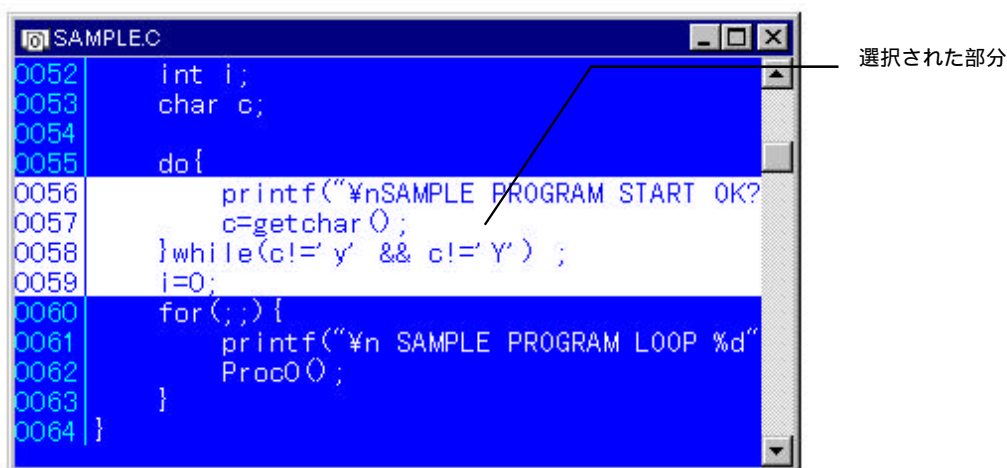 SAMPLE.C
選択された部分
0052 int i;
0053 char c;
0054
0055 do{
0056 printf("¥nSAMPLE PROGRAM START OK?
0057 c=getchar();
0058 }while(c!='y' && c!='Y') ;
0059 i=0;
0060 for(;;){
0061 printf("¥n SAMPLE PROGRAM LOOP %d"
0062 Proc0();
0063 }
0064 }